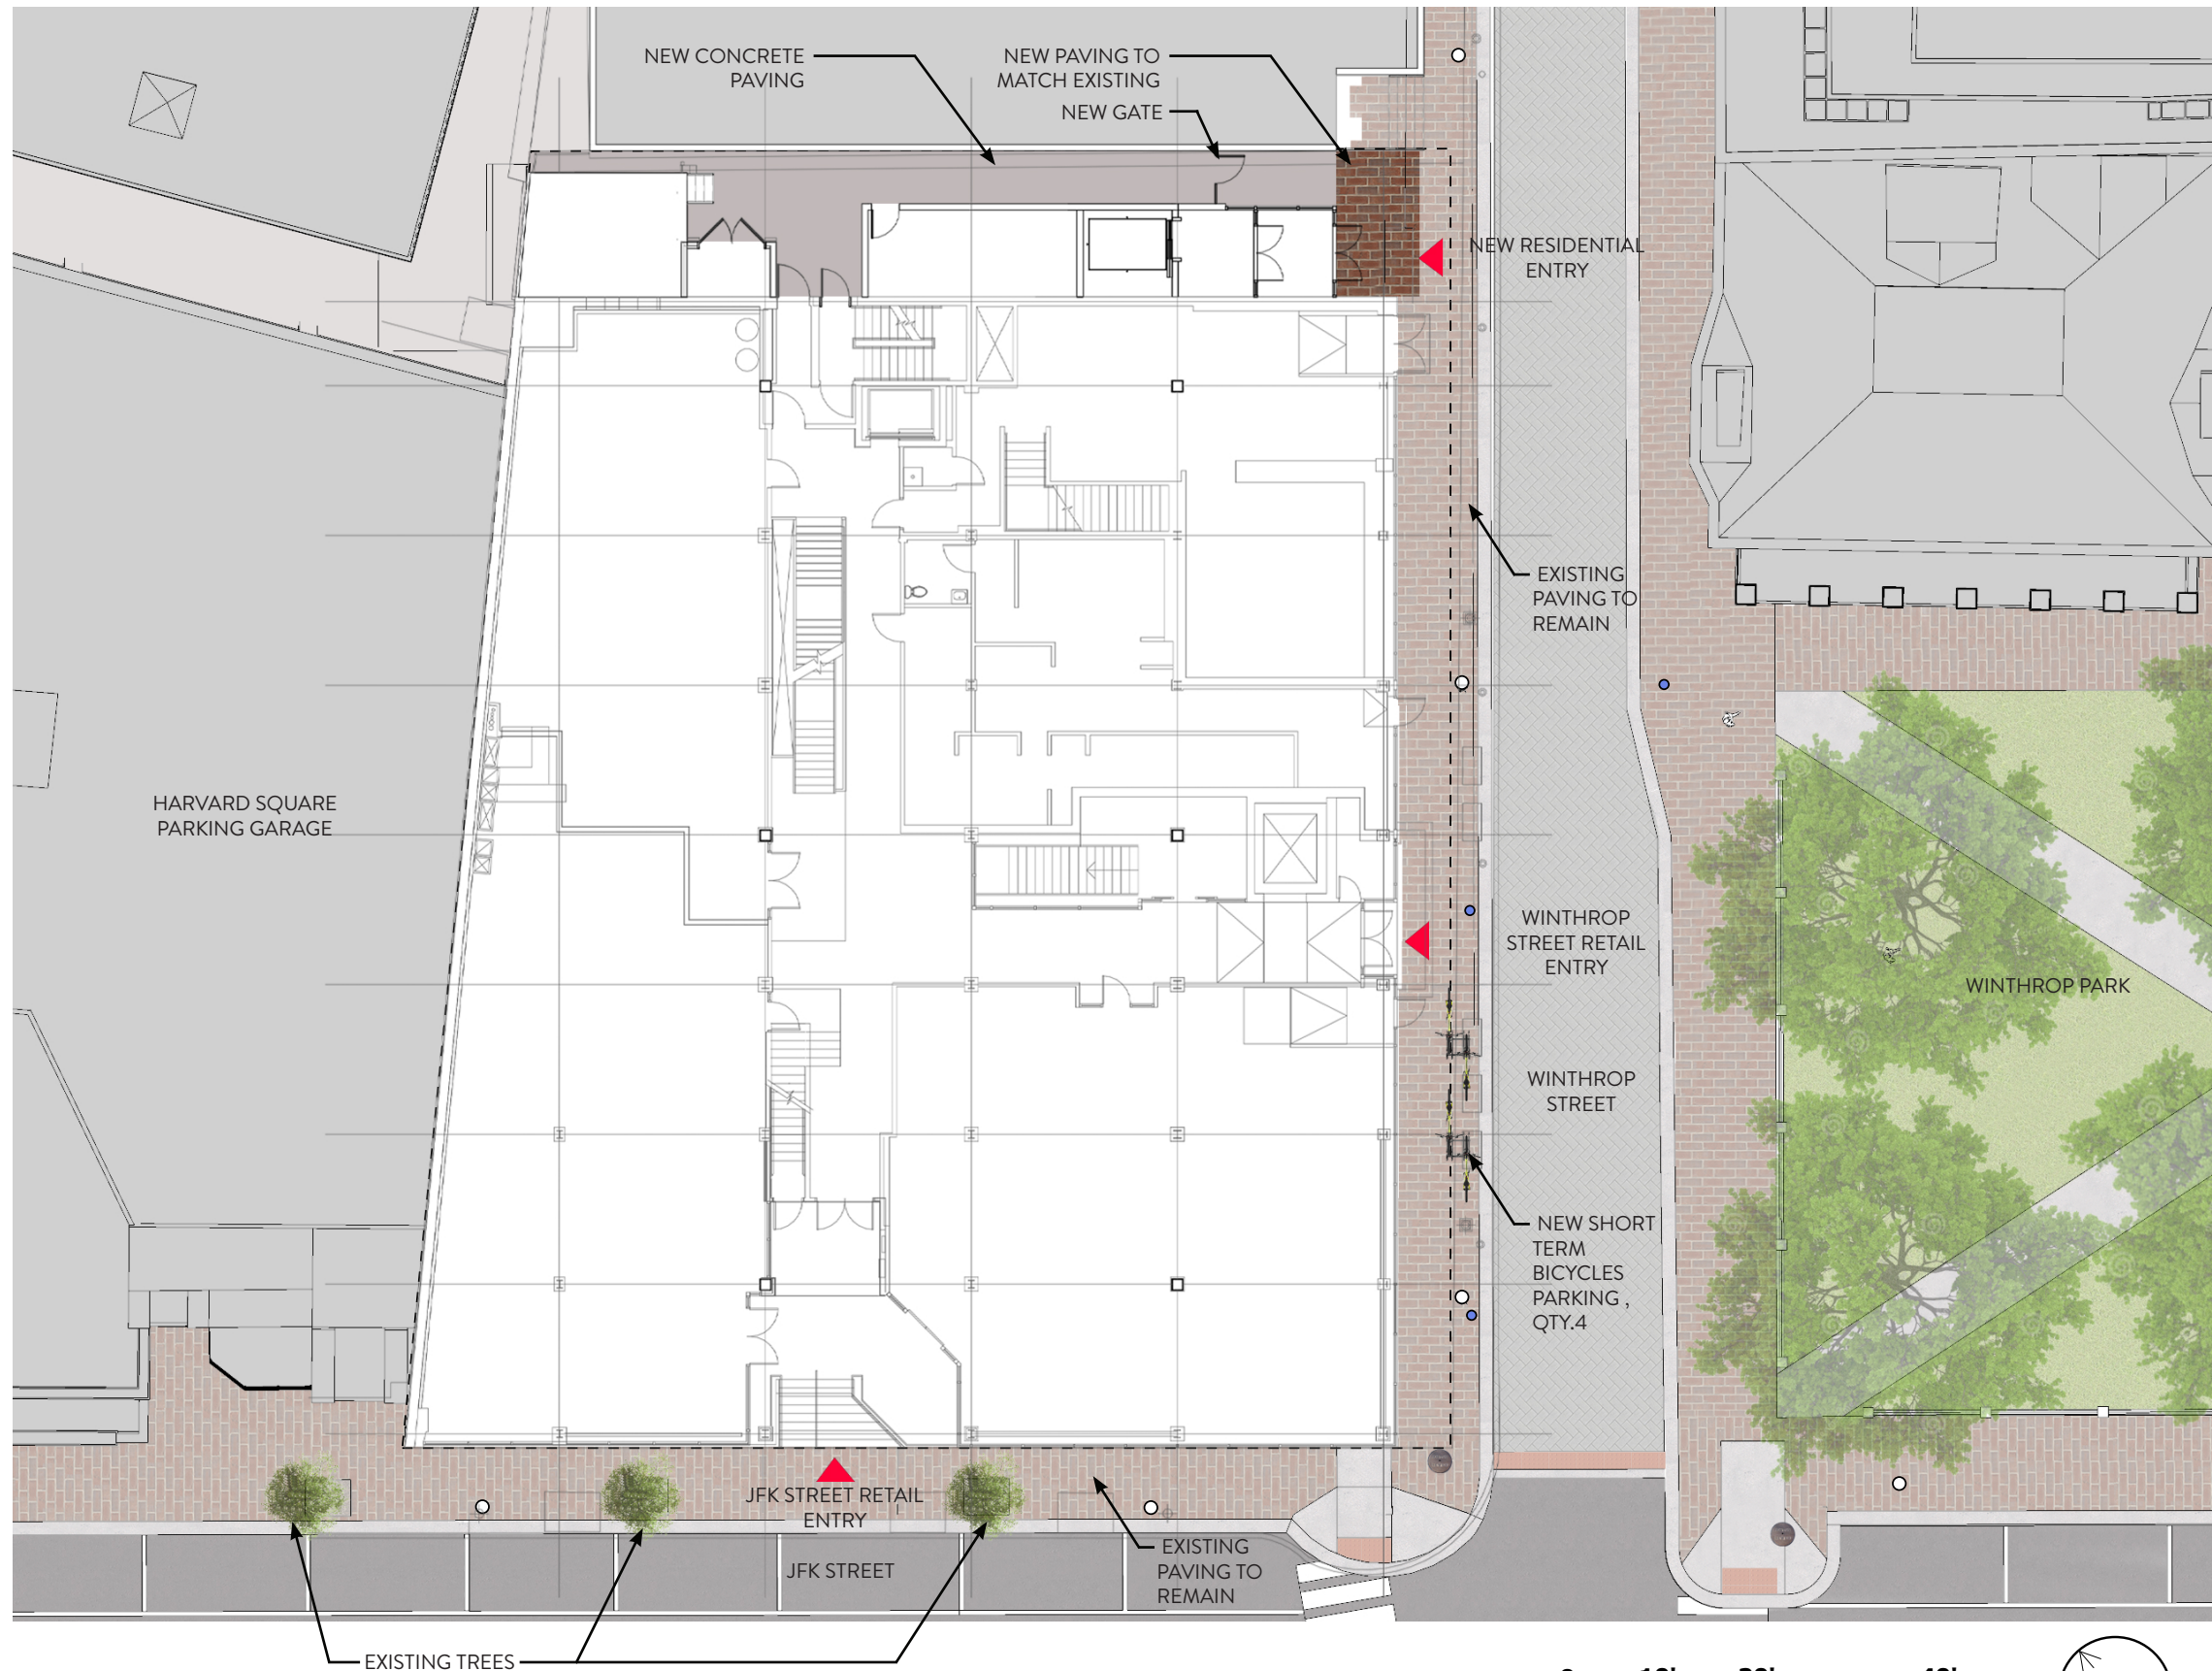 NEW CONCRETE
PAVING
NEW PAVING TO
MATCH EXISTING
NEW GATE
NEW RESIDENTIAL
ENTRY
EXISTING
PAVING TO
REMAIN
HARVARD SQUARE
PARKING GARAGE
WINTHROP
STREET RETAIL
ENTRY
WINTHROP PARK
WINTHROP
STREET
NEW SHORT
TERM
BICYCLES
PARKING ,
QTY.4
JFK STREET RETAIL
ENTRY
JFK STREET
EXISTING
PAVING TO
REMAIN
EXISTING TREES